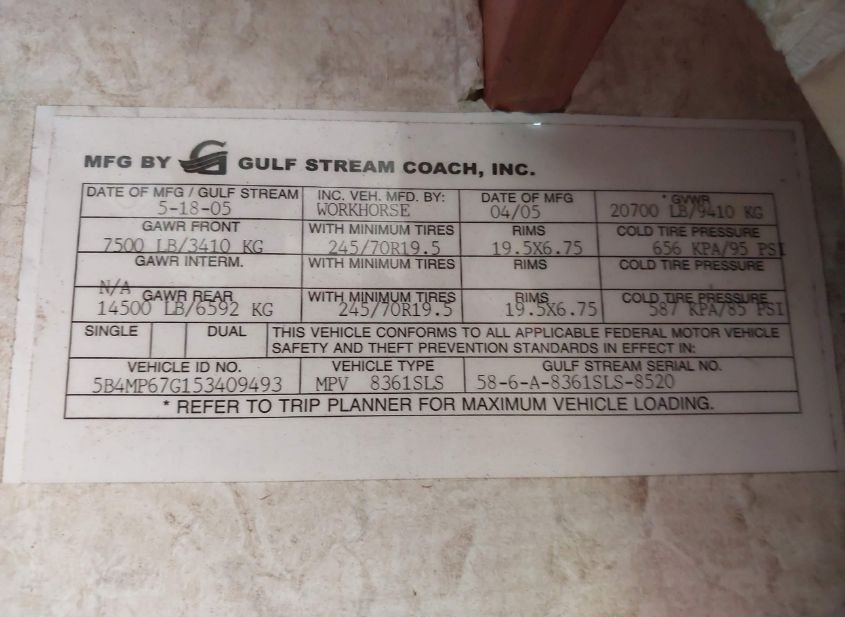 MFG BY GULF STREAM COACH, INC.
DATE OF MFG / GULF STREAM INC. VEH. MFD. BY: DATE OF MFG * GVWR
5-18-05 WORKHORSE 04/05 20700 LB/9410 KG
GAWR FRONT WITH MINIMUM TIRES RIMS COLD TIRE PRESSURE
7500 LB/3410 KG 245/70R19.5 19.5X6.75 656 KPA/95 PSI
GAWR INTERM. WITH MINIMUM TIRES RIMS COLD TIRE PRESSURE
N/A
GAWR REAR WITH MINIMUM TIRES RIMS COLD TIRE PRESSURE
14500 LB/6592 KG 245/70R19.5 19.5X6.75 587 KPA/85 PSI
SINGLE DUAL THIS VEHICLE CONFORMS TO ALL APPLICABLE FEDERAL MOTOR VEHICLE
SAFETY AND THEFT PREVENTION STANDARDS IN EFFECT IN:
VEHICLE ID NO. VEHICLE TYPE GULF STREAM SERIAL NO.
5B4MP67G153409493 MPV 8361SLS 58-6-A-8361SLS-8520
* REFER TO TRIP PLANNER FOR MAXIMUM VEHICLE LOADING.